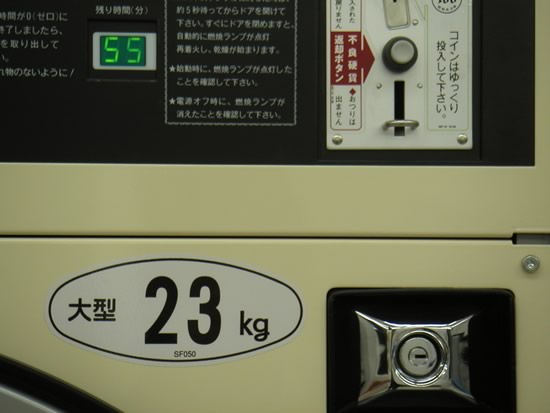 残り時間(分)
55
時間が0(ゼロ)に
終了しましたら、
を取り出して
れ物のないように!
約5秒待ってからドアを開けて
下さい。すぐにドアを閉めますと、
自動的に燃焼ランプが点灯
再着火し、乾燥が始まります。
★始動時に、燃焼ランプが点灯した
ことを確認して下さい。
★電源オフ時に、燃焼ランプが
消えたことを確認して下さい。
不良硬貨
返却ボタン
おつりは
出ません
コインはゆっくり
投入して下さい。
大型 23 kg
SF050